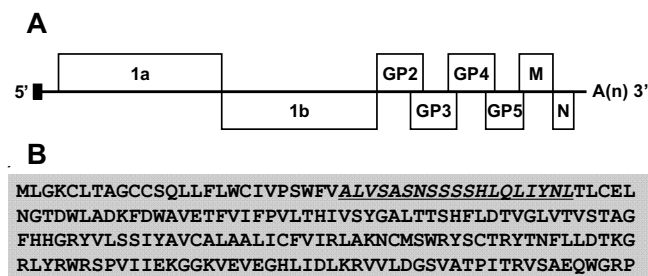 A
1a GP2 GP4 M
5’ A(n) 3’
1b GP3 GP5 N
B
MLGKCLTAGCCSQLLFLWCIVPSWFVALVSASNSSSSHLQLIYNLTLCEL
NGTDWLADKFDWAVETFVIFPVLTHIVSYGALTTSHFLDTVGLVTVSTAG
FHHGRYVLSSIYAVCALAALICFVIRLAKNCMSWRYSCTRYTNFLLDTKG
RLYRWRSPVIIEKGGKVEVEGHLIDLKRVVLDGSVATPITRVSAEQWGRP